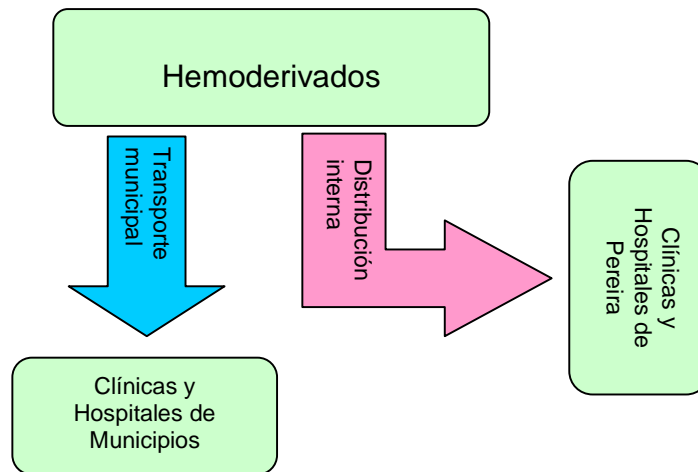 Hemoderivados
Transporte
municipal
Distribución
interna
Clínicas y
Hospitales de
Pereira
Clínicas y
Hospitales de
Municipios